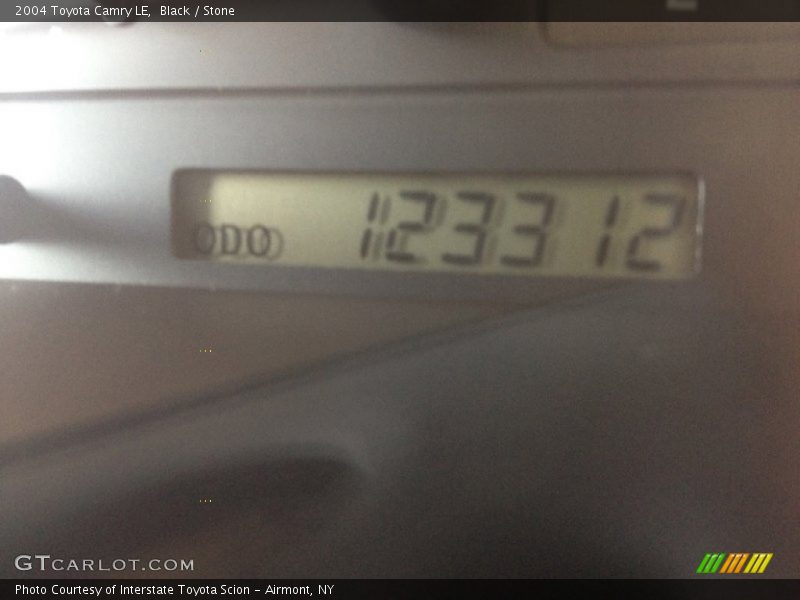 2004 Toyota Camry LE, Black / Stone
ODO 123312
GTCARLOT.COM
Photo Courtesy of Interstate Toyota Scion - Airmont, NY